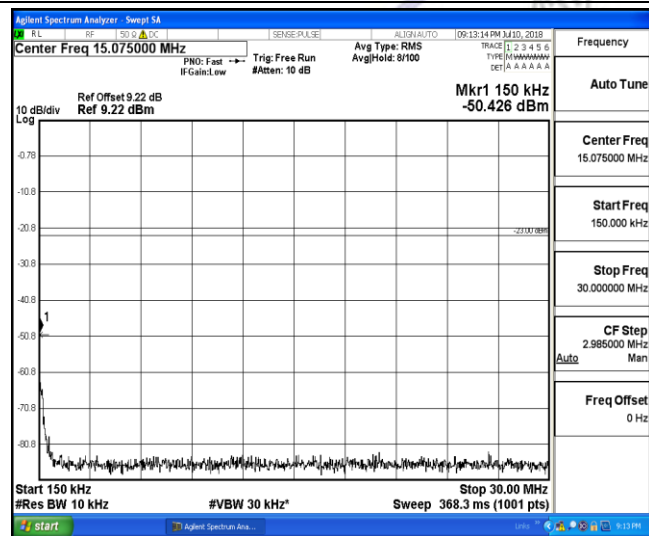 Agilent Spectrum Analyzer - Swept SA
RL RF 50 Ω DC SENSE:PULSE ALIGN AUTO 09:13:14 PM Jul 10, 2018
Center Freq 15.075000 MHz
PNO: Fast
IFGain:Low
Trig: Free Run
#Atten: 10 dB
Avg Type: RMS
Avg|Hold: 8/100
TRACE 1 2 3 4 5 6
TYPE MWWWWW
DET A A A A A A
Ref Offset 9.22 dB
10 dB/div Ref 9.22 dBm
Log
Mkr1 150 kHz
-50.426 dBm
-0.78
-10.8
-20.8
-23.00 dBm
-30.8
-40.8
1
-50.8
-60.8
-70.8
-80.8
Start 150 kHz Stop 30.00 MHz
#Res BW 10 kHz #VBW 30 kHz* Sweep 368.3 ms (1001 pts)
Frequency
Auto Tune
Center Freq
15.075000 MHz
Start Freq
150.000 kHz
Stop Freq
30.000000 MHz
CF Step
2.985000 MHz
Auto Man
Freq Offset
0 Hz
start Agilent Spectrum Ana... Links » 9:13 PM